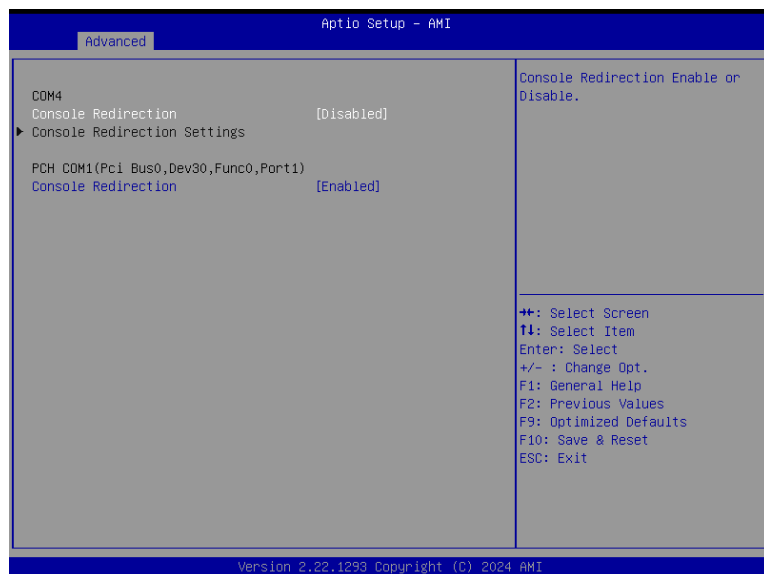 Aptio Setup – AMI
Advanced
COM4
Console Redirection [Disabled]
▶ Console Redirection Settings
PCH COM1(Pci Bus0,Dev30,Func0,Port1)
Console Redirection [Enabled]
Console Redirection Enable or
Disable.
→←: Select Screen
↑↓: Select Item
Enter: Select
+/- : Change Opt.
F1: General Help
F2: Previous Values
F9: Optimized Defaults
F10: Save & Reset
ESC: Exit
Version 2.22.1293 Copyright (C) 2024 AMI